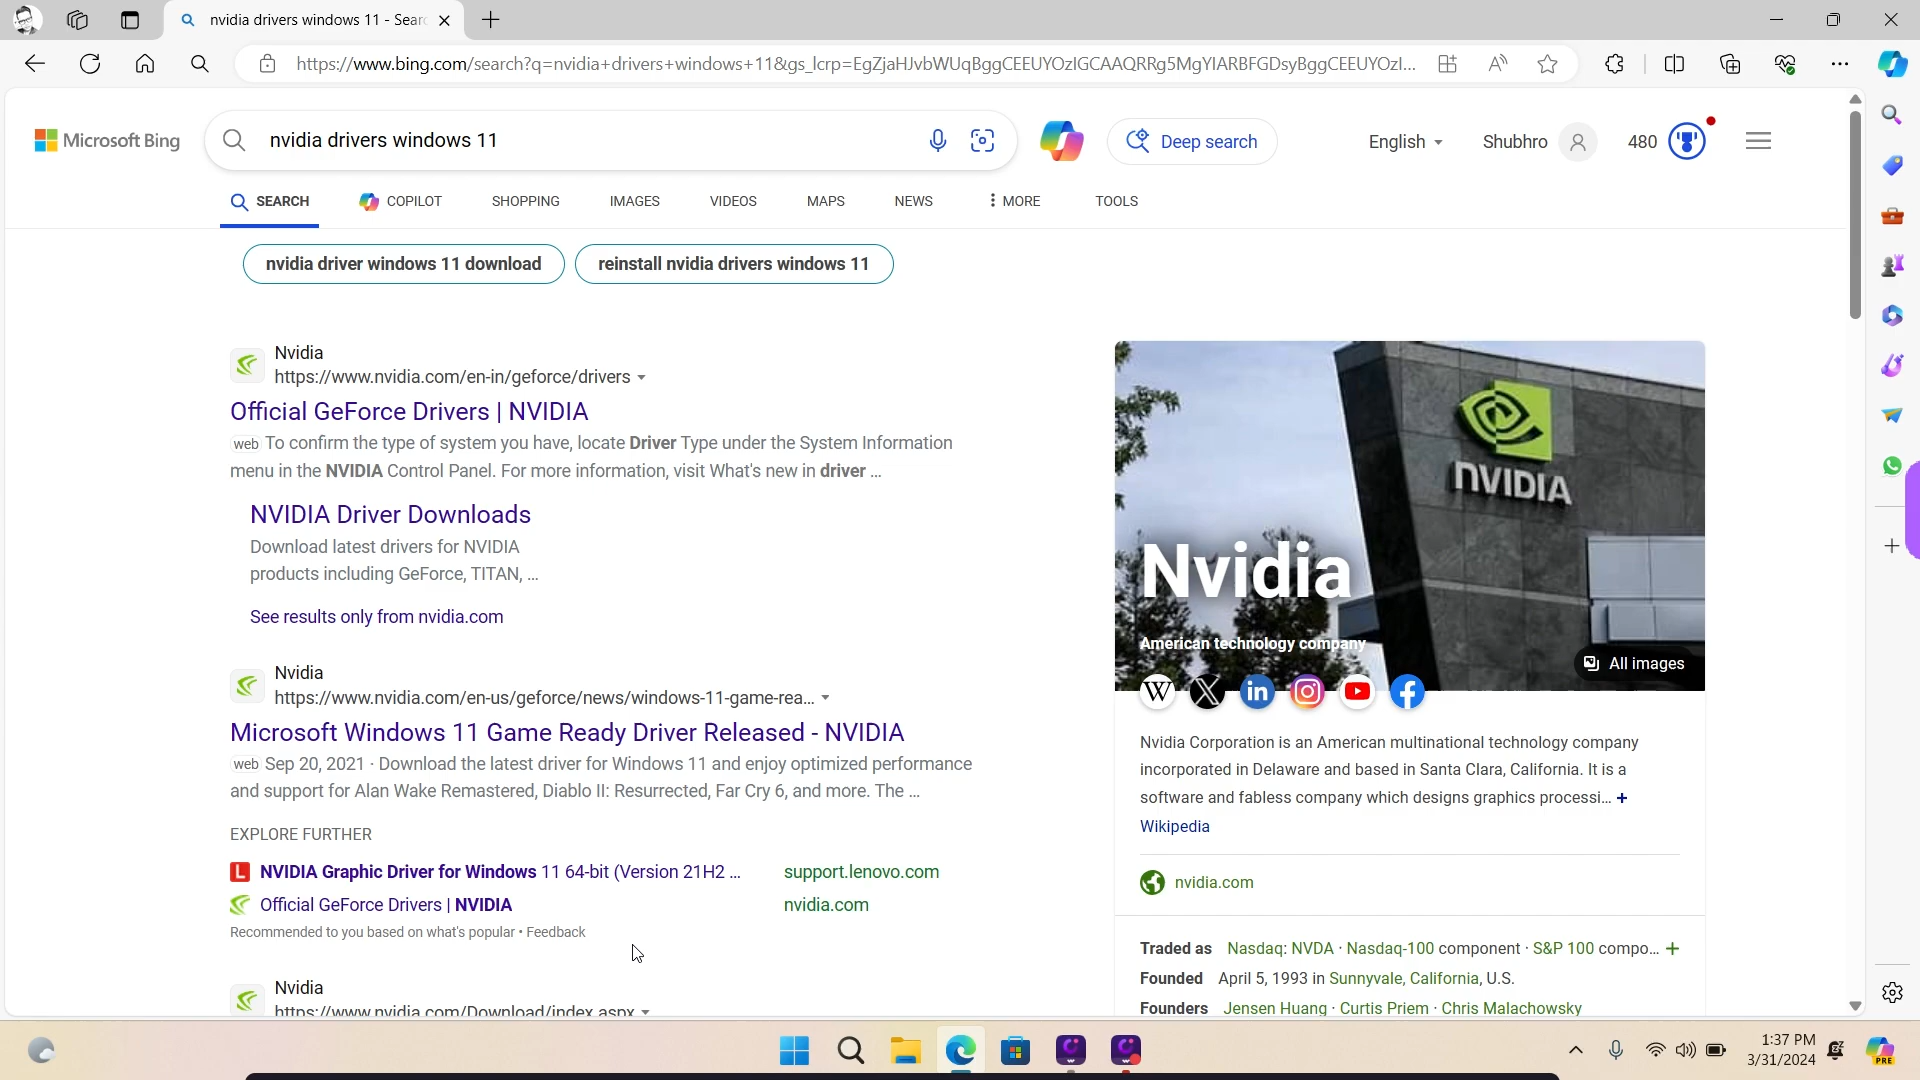 nvidia drivers windows 11 - Sear
https://www.bing.com/search?q=nvidia+drivers+windows+11&gs_lcrp=EgZjaHJvbWUqBggCEEUYOzIGCAAQRRg5MgYIARBFGDsyBggCEEUYOzI...
Microsoft Bing
nvidia drivers windows 11
Deep search
English
Shubhro
480
SEARCH
COPILOT
SHOPPING
IMAGES
VIDEOS
MAPS
NEWS
MORE
TOOLS
nvidia driver windows 11 download
reinstall nvidia drivers windows 11
Nvidia
https://www.nvidia.com/en-in/geforce/drivers
Official GeForce Drivers | NVIDIA
web To confirm the type of system you have, locate Driver Type under the System Information
menu in the NVIDIA Control Panel. For more information, visit What's new in driver ...
NVIDIA Driver Downloads
Download latest drivers for NVIDIA
products including GeForce, TITAN, ...
See results only from nvidia.com
Nvidia
https://www.nvidia.com/en-us/geforce/news/windows-11-game-rea...
Microsoft Windows 11 Game Ready Driver Released - NVIDIA
web Sep 20, 2021 · Download the latest driver for Windows 11 and enjoy optimized performance
and support for Alan Wake Remastered, Diablo II: Resurrected, Far Cry 6, and more. The ...
EXPLORE FURTHER
L NVIDIA Graphic Driver for Windows 11 64-bit (Version 21H2 ... support.lenovo.com
Official GeForce Drivers | NVIDIA nvidia.com
Recommended to you based on what's popular • Feedback
Nvidia
https://www.nvidia.com/Download/index.aspx
NVIDIA
Nvidia
American technology company
All images
W X in f
Nvidia Corporation is an American multinational technology company
incorporated in Delaware and based in Santa Clara, California. It is a
software and fabless company which designs graphics processi... +
Wikipedia
nvidia.com
Traded as Nasdaq: NVDA · Nasdaq-100 component · S&P 100 compo... +
Founded April 5, 1993 in Sunnyvale, California, U.S.
Founders Jensen Huang · Curtis Priem · Chris Malachowsky
1:37 PM
3/31/2024
PRE